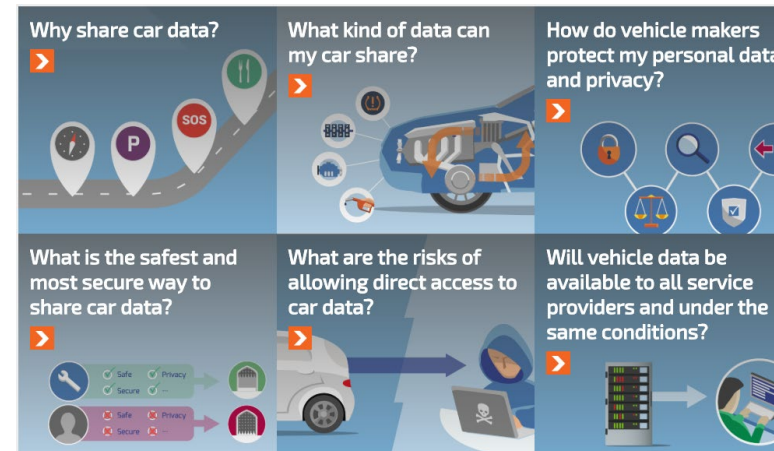 Why share car data?
What kind of data can
my car share?
How do vehicle makers
protect my personal data
and privacy?
P
SOS
What is the safest and
most secure way to
share car data?
Safe Privacy
Secure ...
Safe Privacy
Secure ...
What are the risks of
allowing direct access to
car data?
Will vehicle data be
available to all service
providers and under the
same conditions?